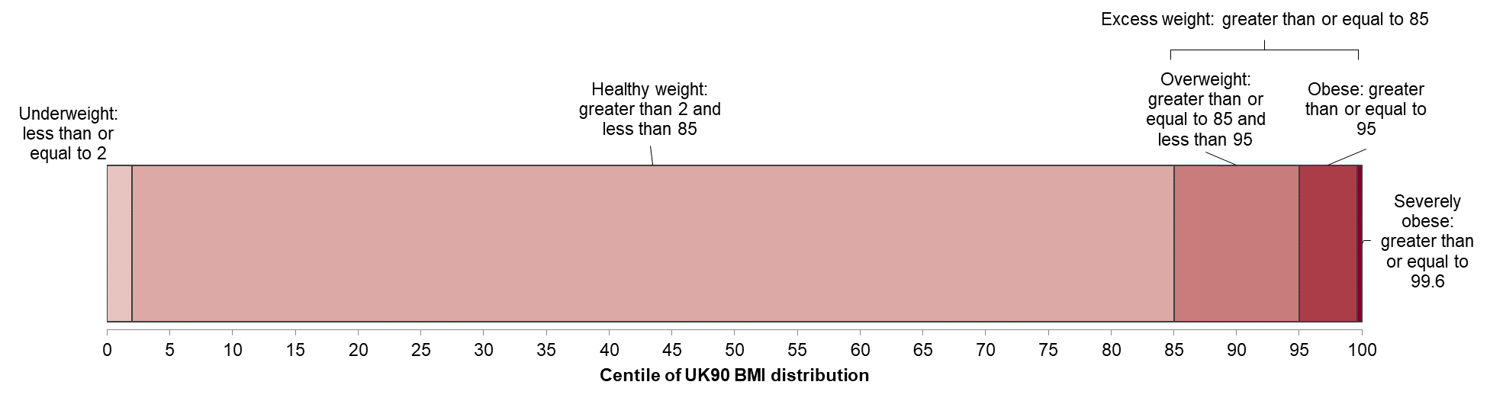 Excess weight: greater than or equal to 85
Underweight:
less than or
equal to 2
Healthy weight:
greater than 2 and
less than 85
Overweight:
greater than or
equal to 85 and
less than 95
Obese: greater
than or equal to
95
Severely
obese:
greater than
or equal to
99.6
0 5 10 15 20 25 30 35 40 45 50 55 60 65 70 75 80 85 90 95 100
Centile of UK90 BMI distribution